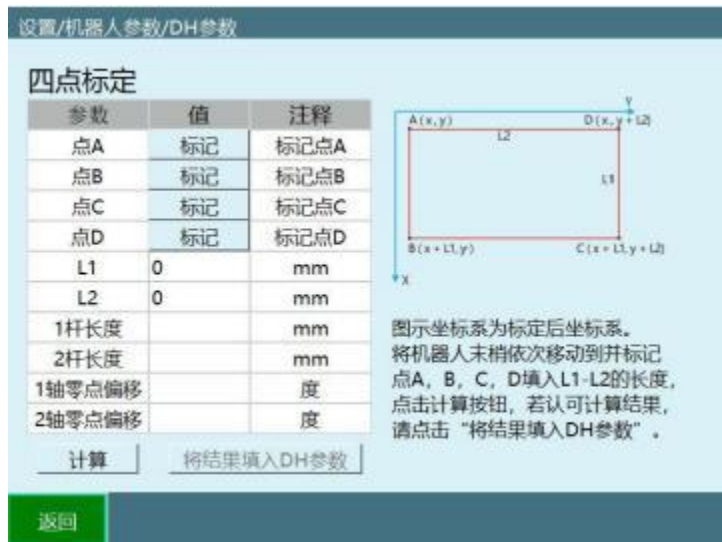 设置/机器人参数/DH参数
四点标定
参数 值 注释
点A 标记 标记点A
点B 标记 标记点B
点C 标记 标记点C
点D 标记 标记点D
L1 0 mm
L2 0 mm
1杆长度 mm
2杆长度 mm
1轴零点偏移 度
2轴零点偏移 度
计算 将结果填入DH参数
Y
A(x,y) D(x,y+L2)
L2
L1
B(x+L1,y) C(x+L1,y+L2)
X
图示坐标系为标定后坐标系。
将机器人末梢依次移动到并标记
点A，B，C，D填入L1-L2的长度，
点击计算按钮，若认可计算结果，
请点击“将结果填入DH参数”。
返回